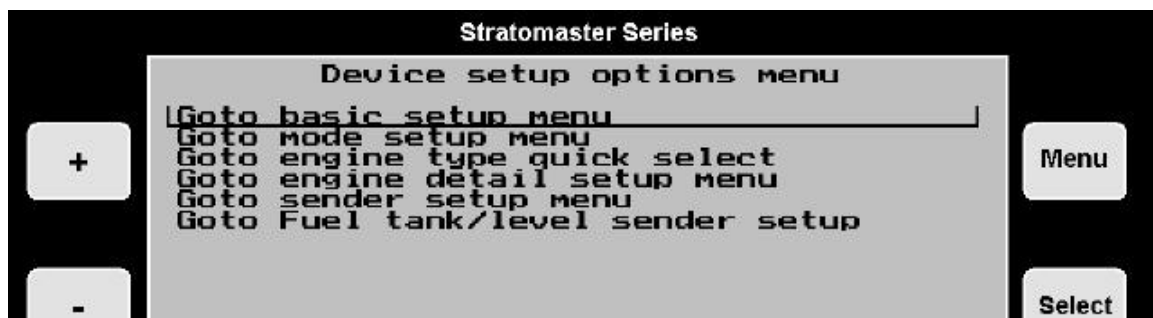 Stratomaster Series
Device setup options menu
Goto basic setup menu
Goto mode setup menu
Goto engine type quick select
Goto engine detail setup menu
Goto sender setup menu
Goto Fuel tank/level sender setup
+
Menu
-
Select